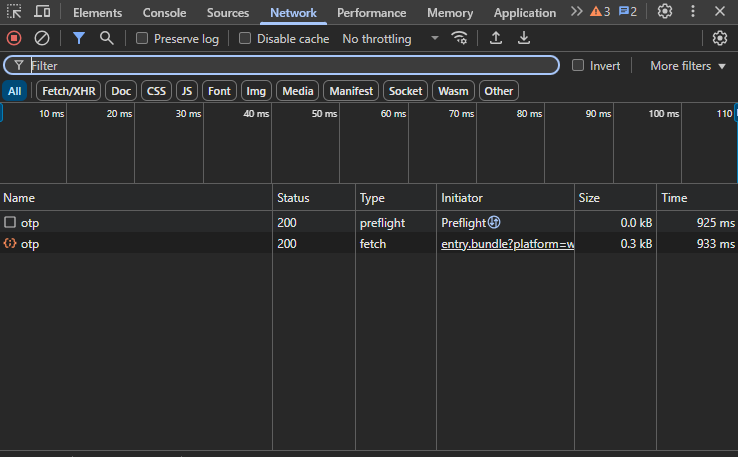 Elements Console Sources Network Performance Memory Application 3 2
Preserve log Disable cache No throttling
Filter Invert More filters
All Fetch/XHR Doc CSS JS Font Img Media Manifest Socket Wasm Other
10 ms 20 ms 30 ms 40 ms 50 ms 60 ms 70 ms 80 ms 90 ms 100 ms 110
Name Status Type Initiator Size Time
otp 200 preflight Preflight 0.0 kB 925 ms
otp 200 fetch entry.bundle?platform=w 0.3 kB 933 ms